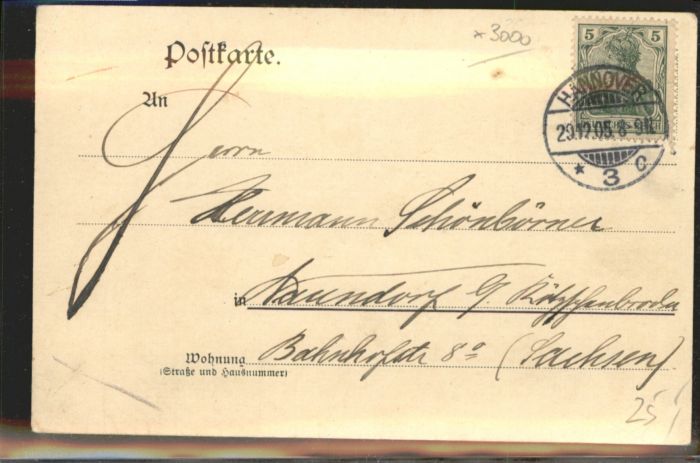 * 3000
Postkarte.
5 5
An
HANNOVER
29.12.05. 8-9N.
* 3 C
Herrn
Hermann Schönbörner
in Naundorf b/ Kötzschenbroda
Wohnung Bahnhofstr 8a (Sachsen)
(Straße und Hausnummer)
25